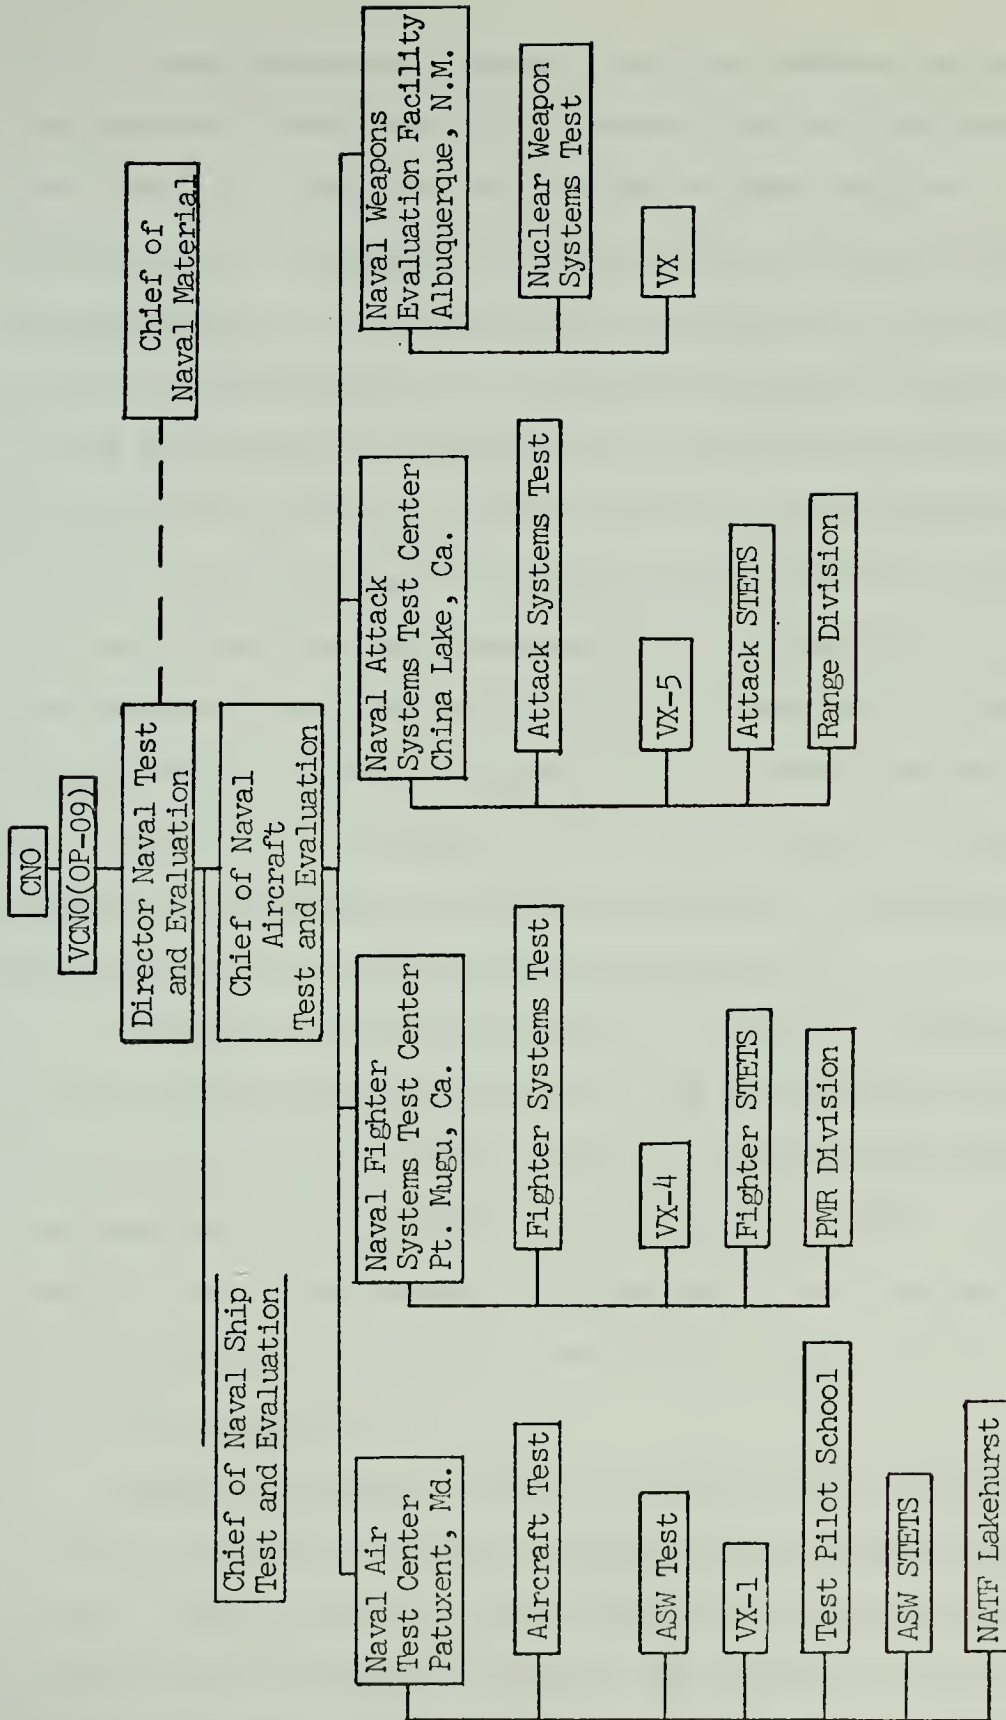 CNO
VCNO(OP-09)
Director Naval Test
and Evaluation
Chief of
Naval Material
Chief of Naval Ship
Test and Evaluation
Chief of Naval
Aircraft
Test and Evaluation
Naval Air
Test Center
Patuxent, Md.
Aircraft Test
ASW Test
VX-1
Test Pilot School
ASW STETS
NATF Lakehurst
Naval Fighter
Systems Test Center
Pt. Mugu, Ca.
Fighter Systems Test
VX-4
Fighter STETS
PMR Division
Naval Attack
Systems Test Center
China Lake, Ca.
Attack Systems Test
VX-5
Attack STETS
Range Division
Naval Weapons
Evaluation Facility
Albuquerque, N.M.
Nuclear Weapon
Systems Test
VX